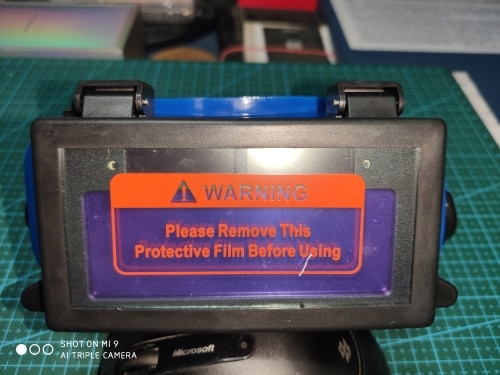 WARNING
Please Remove This
Protective Film Before Using
Microsoft
SHOT ON MI 9
AI TRIPLE CAMERA